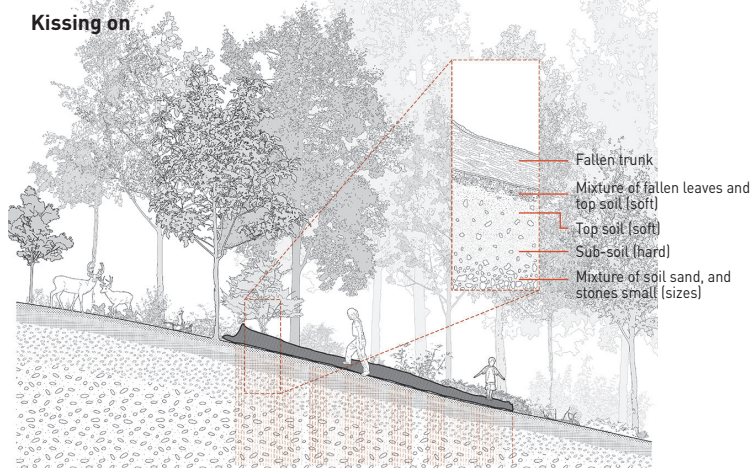 Kissing on
Fallen trunk
Mixture of fallen leaves and
top soil (soft)
Top soil (soft)
Sub-soil (hard)
Mixture of soil sand, and
stones small (sizes)